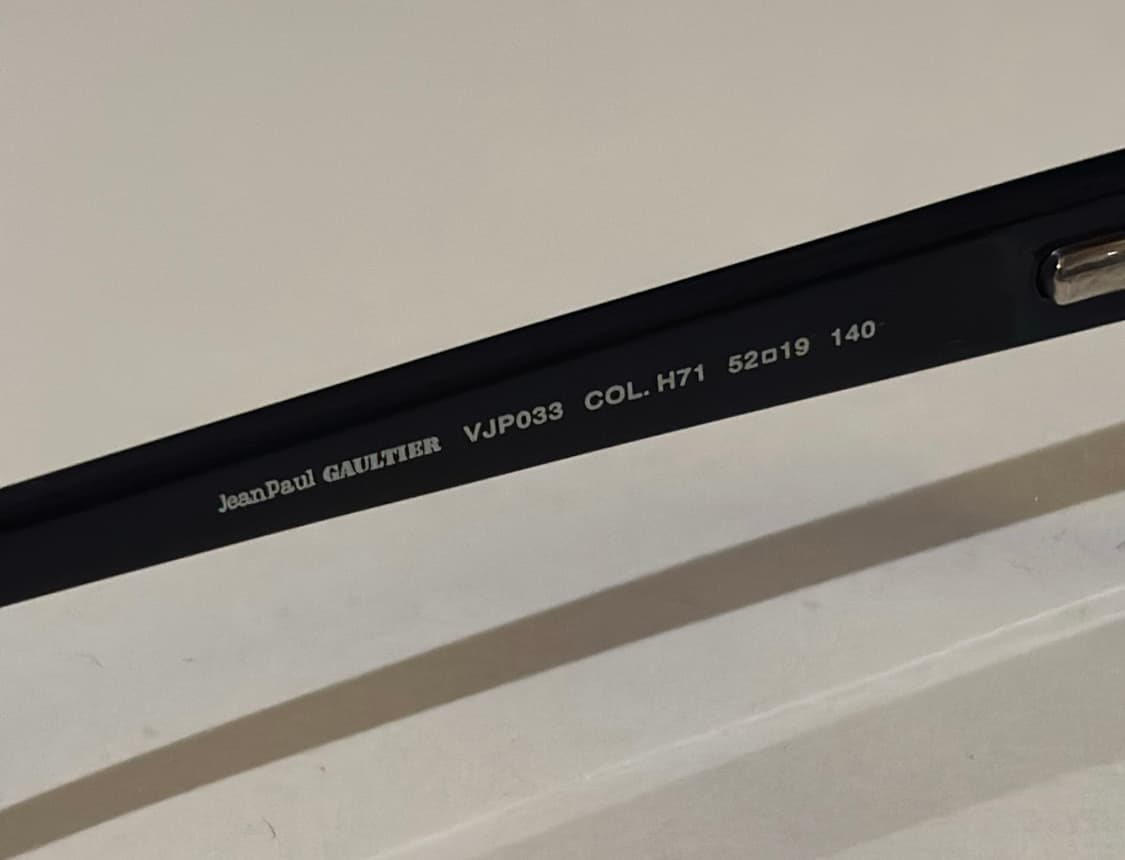 JeanPaul GAULTIER VJP033 COL. H71 52□19 140